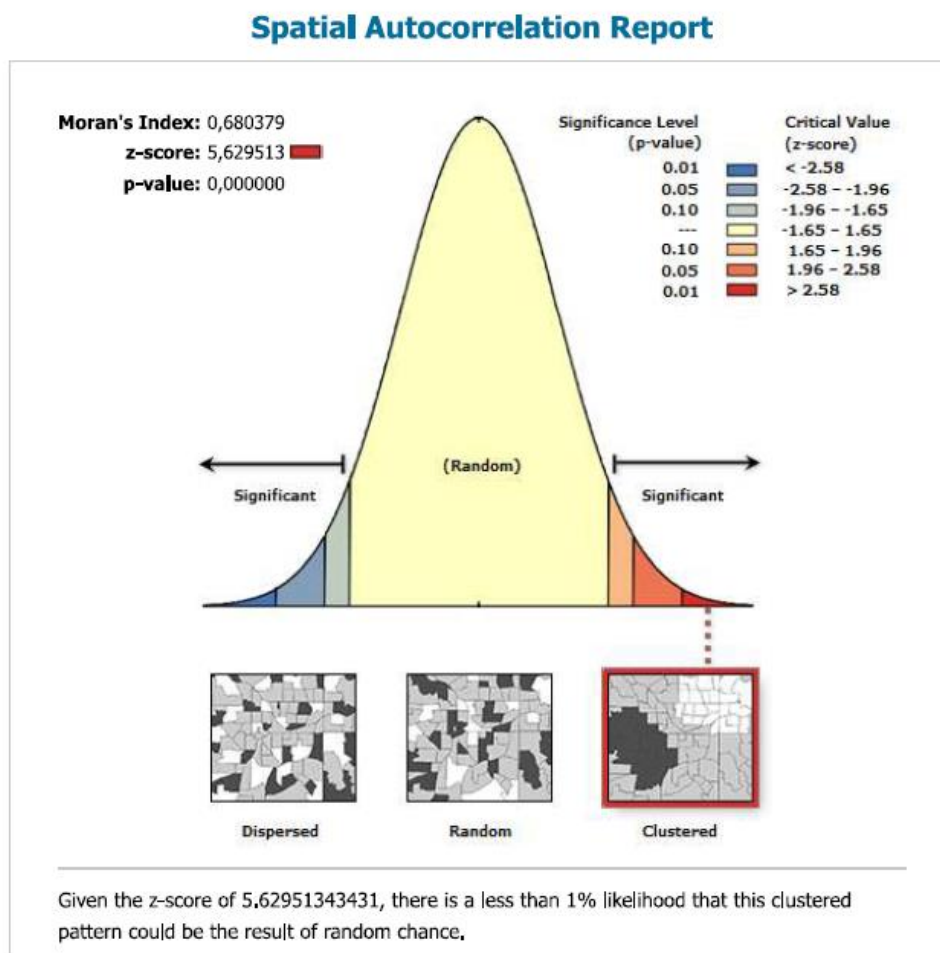 Spatial Autocorrelation Report
Moran's Index: 0,680379
z-score: 5,629513
p-value: 0,000000
Significance Level (p-value)
Critical Value (z-score)
0.01 < -2.58
0.05 -2.58 – -1.96
0.10 -1.96 – -1.65
--- -1.65 – 1.65
0.10 1.65 – 1.96
0.05 1.96 – 2.58
0.01 > 2.58
Significant
(Random)
Significant
Dispersed
Random
Clustered
Given the z-score of 5.62951343431, there is a less than 1% likelihood that this clustered
pattern could be the result of random chance.